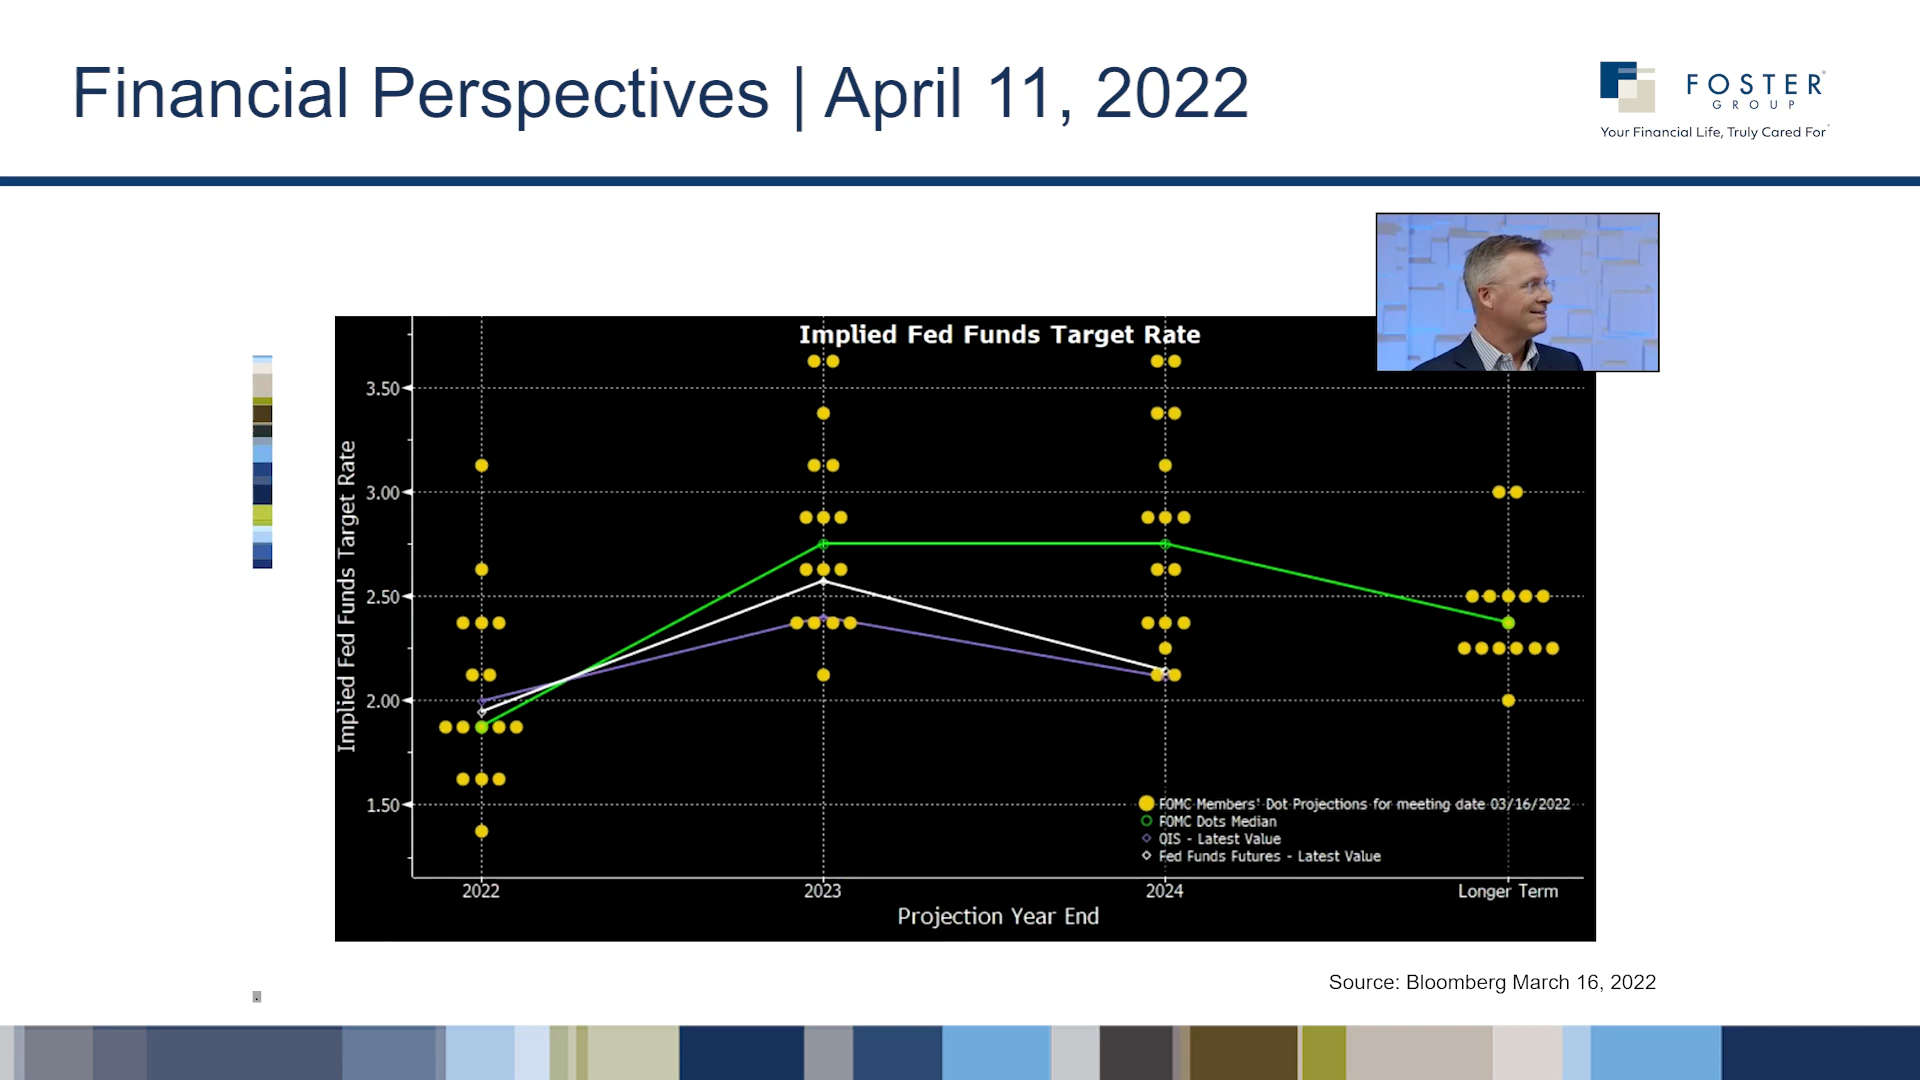 Financial Perspectives | April 11, 2022
FOSTER
GROUP
Your Financial Life, Truly Cared For
Implied Fed Funds Target Rate
Implied Fed Funds Target Rate
3.50
3.00
2.50
2.00
1.50
FOMC Members' Dot Projections for meeting date 03/16/2022
FOMC Dots Median
OIS - Latest Value
Fed Funds Futures - Latest Value
2022 2023 2024 Longer Term
Projection Year End
Source: Bloomberg March 16, 2022